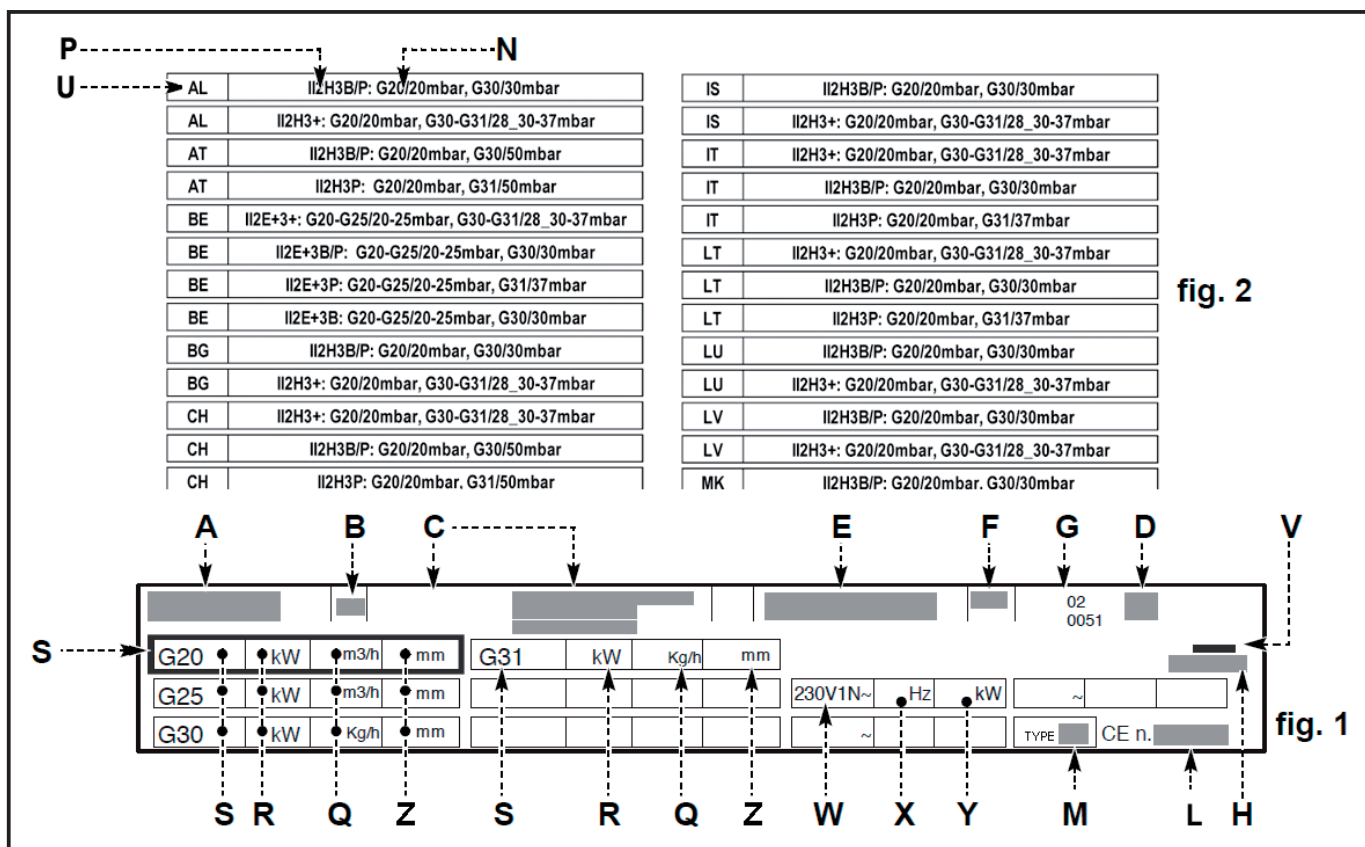 P N
U AL II2H3B/P: G20/20mbar, G30/30mbar
AL II2H3+: G20/20mbar, G30-G31/28_30-37mbar
AT II2H3B/P: G20/20mbar, G30/50mbar
AT II2H3P: G20/20mbar, G31/50mbar
BE II2E+3+: G20-G25/20-25mbar, G30-G31/28_30-37mbar
BE II2E+3B/P: G20-G25/20-25mbar, G30/30mbar
BE II2E+3P: G20-G25/20-25mbar, G31/37mbar
BE II2E+3B: G20-G25/20-25mbar, G30/30mbar
BG II2H3B/P: G20/20mbar, G30/30mbar
BG II2H3+: G20/20mbar, G30-G31/28_30-37mbar
CH II2H3+: G20/20mbar, G30-G31/28_30-37mbar
CH II2H3B/P: G20/20mbar, G30/50mbar
CH II2H3P: G20/20mbar, G31/50mbar
IS II2H3B/P: G20/20mbar, G30/30mbar
IS II2H3+: G20/20mbar, G30-G31/28_30-37mbar
IT II2H3+: G20/20mbar, G30-G31/28_30-37mbar
IT II2H3B/P: G20/20mbar, G30/30mbar
IT II2H3P: G20/20mbar, G31/37mbar
LT II2H3+: G20/20mbar, G30-G31/28_30-37mbar
LT II2H3B/P: G20/20mbar, G30/30mbar
LT II2H3P: G20/20mbar, G31/37mbar
LU II2H3B/P: G20/20mbar, G30/30mbar
LU II2H3+: G20/20mbar, G30-G31/28_30-37mbar
LV II2H3B/P: G20/20mbar, G30/30mbar
LV II2H3+: G20/20mbar, G30-G31/28_30-37mbar
MK II2H3B/P: G20/20mbar, G30/30mbar
fig. 2
A B C E F G D V
02
0051
S G20 kW m3/h mm G31 kW Kg/h mm
G25 kW m3/h mm 230V1N~ Hz kW ~
G30 kW Kg/h mm ~ TYPE CE n.
fig. 1
S R Q Z S R Q Z W X Y M L H